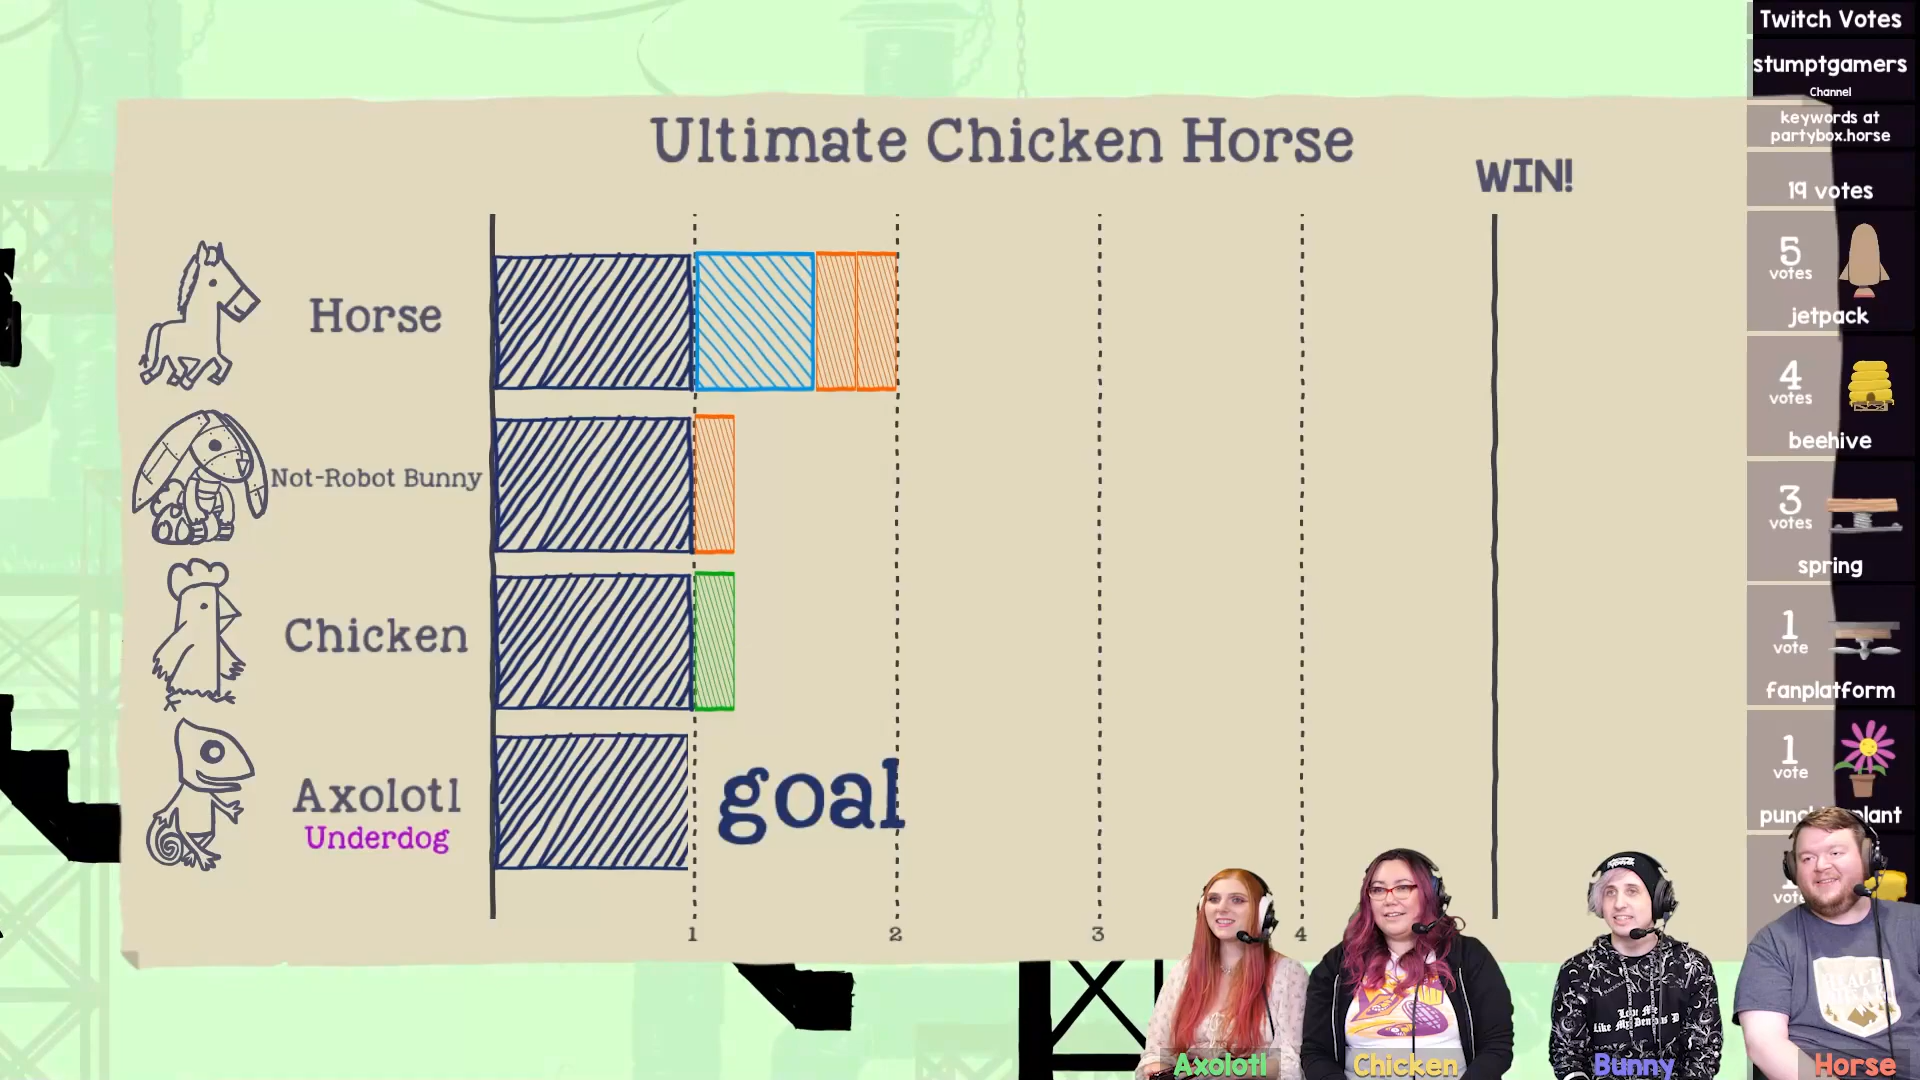 Ultimate Chicken Horse
WIN!
Horse
Not-Robot Bunny
Chicken
Axolotl
Underdog
goal
1
2
3
4
Twitch Votes
stumptgamers
Channel
keywords at
partybox.horse
19 votes
5
votes
jetpack
4
votes
beehive
3
votes
spring
1
vote
fanplatform
1
vote
Axolotl
Chicken
Bunny
Horse